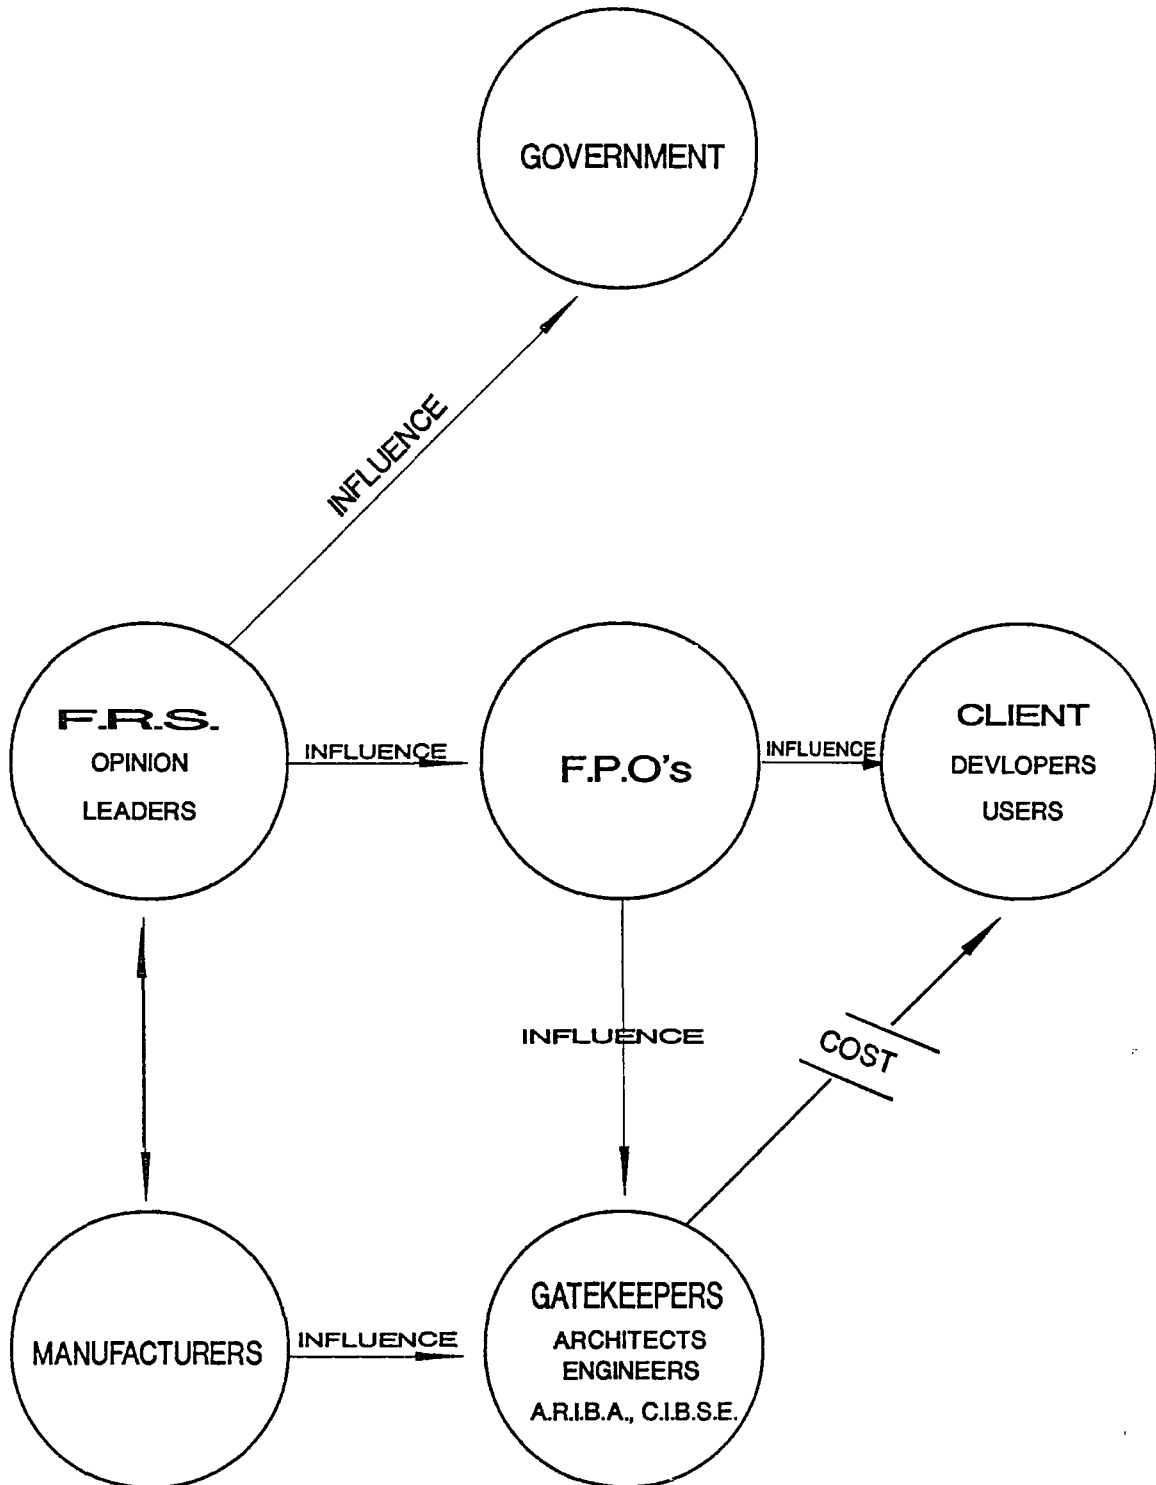 GOVERNMENT
INFLUENCE
F.R.S.
OPINION
LEADERS
INFLUENCE
F.P.O's
INFLUENCE
CLIENT
DEVLOPERS
USERS
INFLUENCE
COST
MANUFACTURERS
INFLUENCE
GATEKEEPERS
ARCHITECTS
ENGINEERS
A.R.I.B.A., C.I.B.S.E.